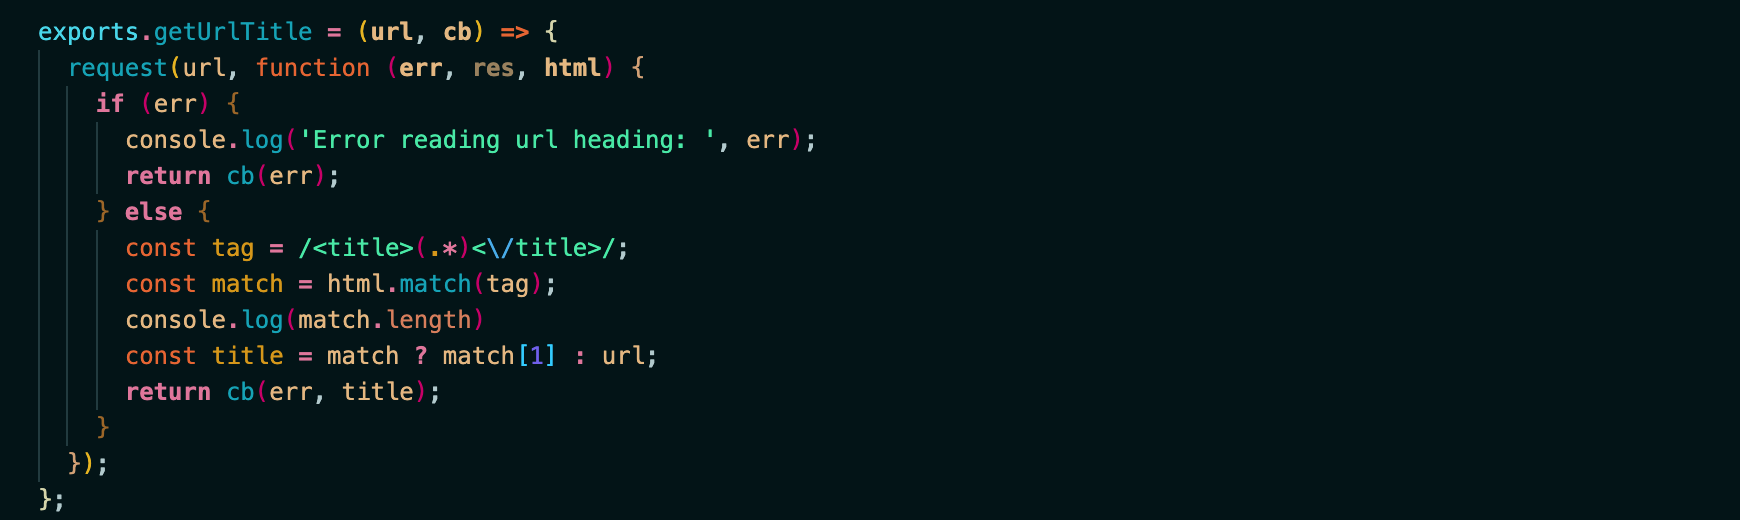 exports.getUrlTitle = (url, cb) => {
  request(url, function (err, res, html) {
    if (err) {
      console.log('Error reading url heading: ', err);
      return cb(err);
    } else {
      const tag = /<title>(.*)<\/title>/;
      const match = html.match(tag);
      console.log(match.length)
      const title = match ? match[1] : url;
      return cb(err, title);
    }
  });
};